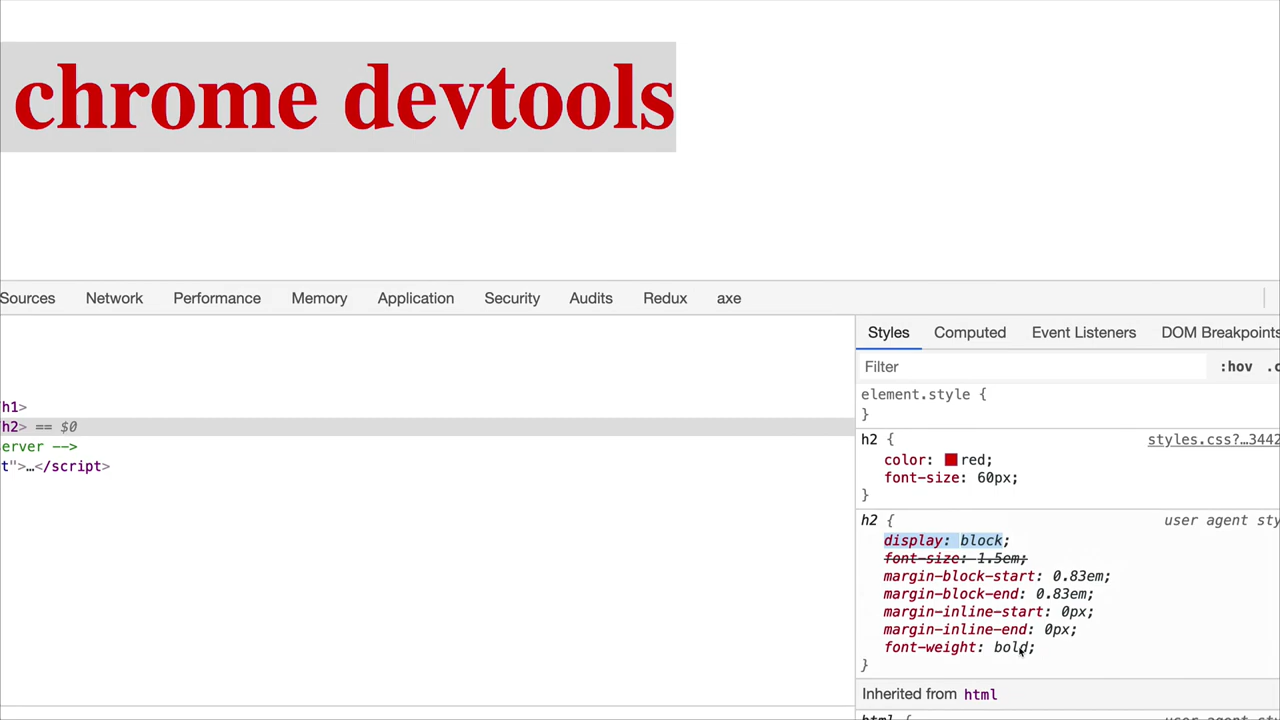 chrome devtools
Sources Network Performance Memory Application Security Audits Redux axe
Styles Computed Event Listeners DOM Breakpoints
Filter :hov .c
element.style {
}
h1>
h2> == $0
erver -->
t">…</script>
h2 { styles.css?…3442
color: red;
font-size: 60px;
}
h2 { user agent sty
display: block;
font-size: 1.5em;
margin-block-start: 0.83em;
margin-block-end: 0.83em;
margin-inline-start: 0px;
margin-inline-end: 0px;
font-weight: bold;
}
Inherited from html
html {